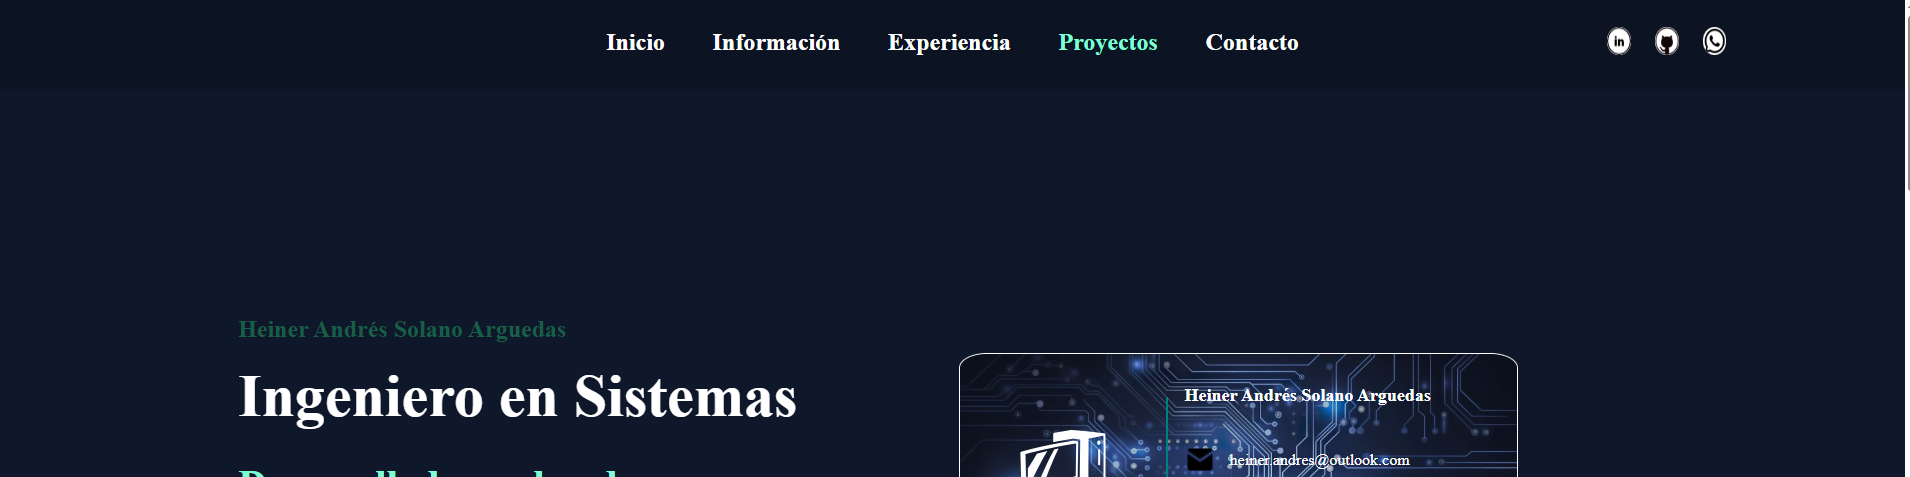 Inicio Información Experiencia Proyectos Contacto
in
Heiner Andrés Solano Arguedas
Ingeniero en Sistemas
Heiner Andrés Solano Arguedas
heiner.andres@outlook.com